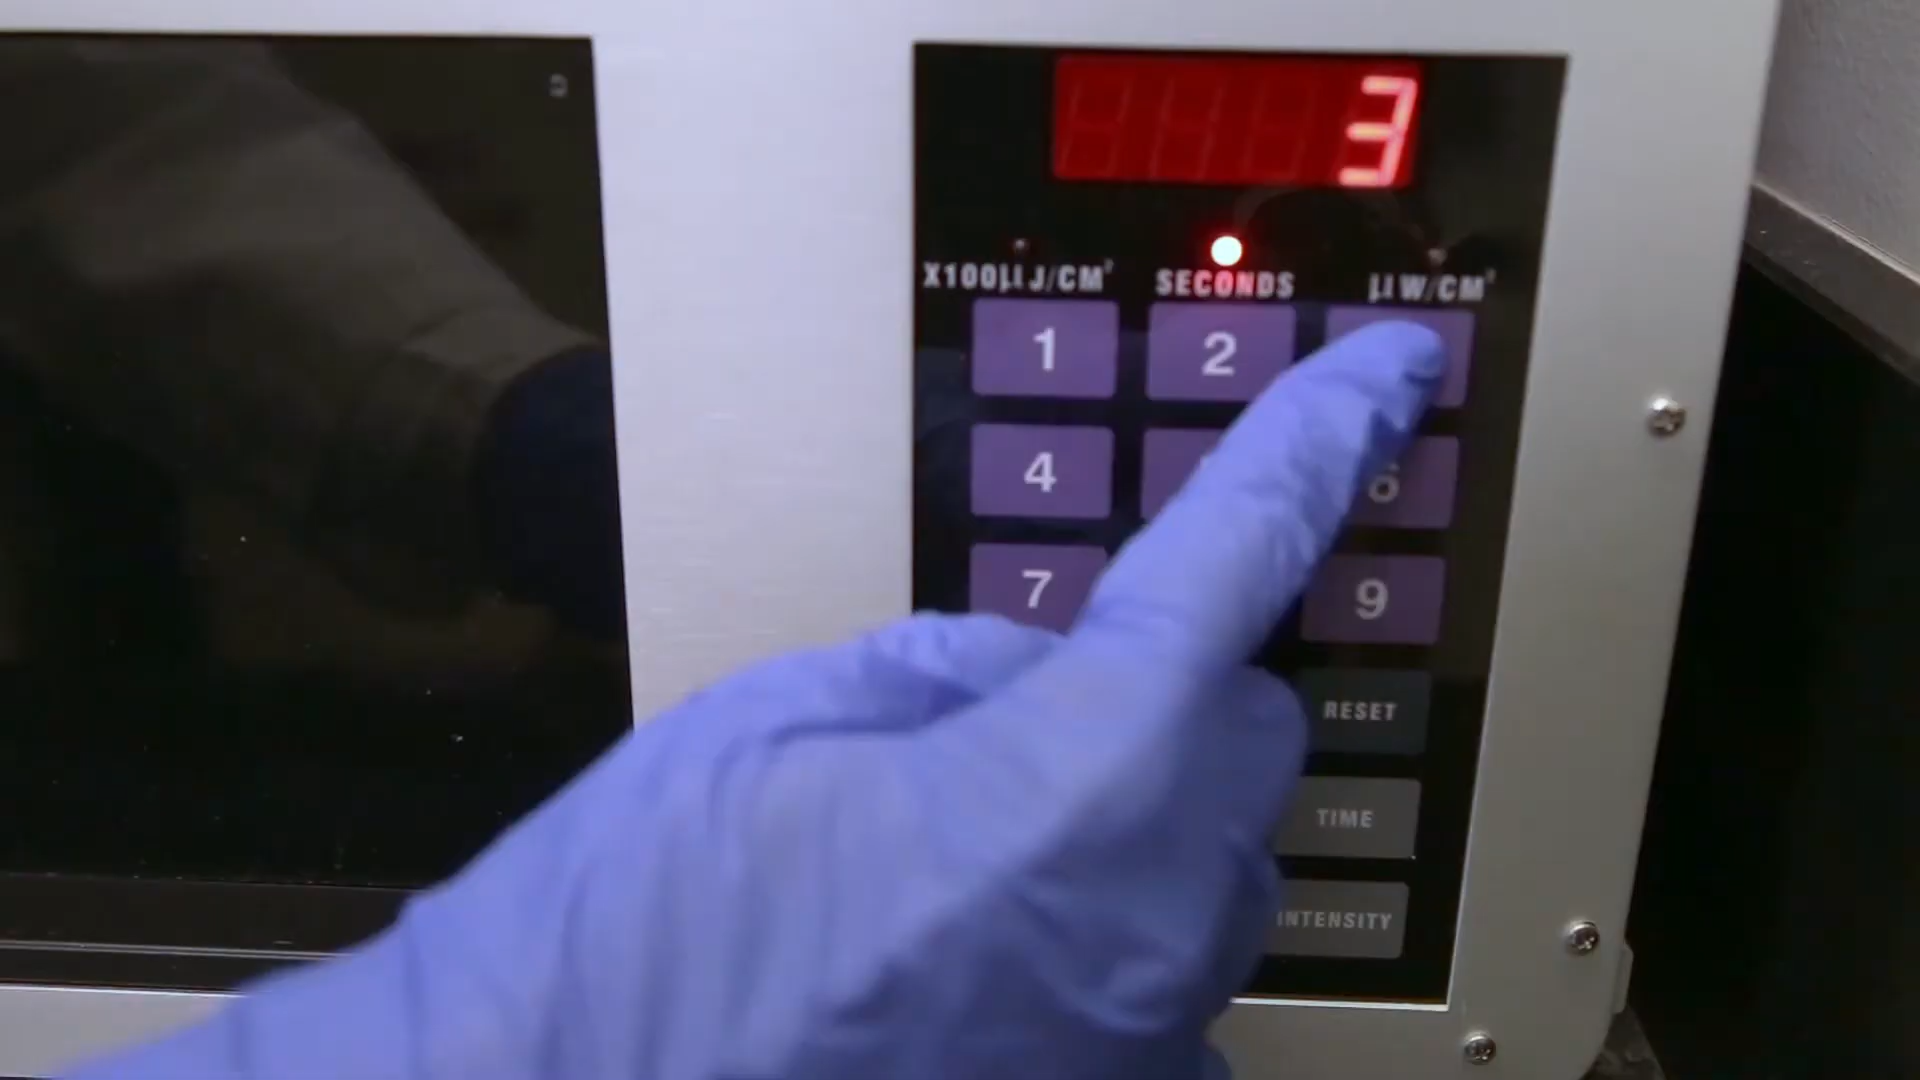 3
X100µJ/CM² SECONDS µW/CM²
1 2
4 6
7 9
RESET
TIME
INTENSITY